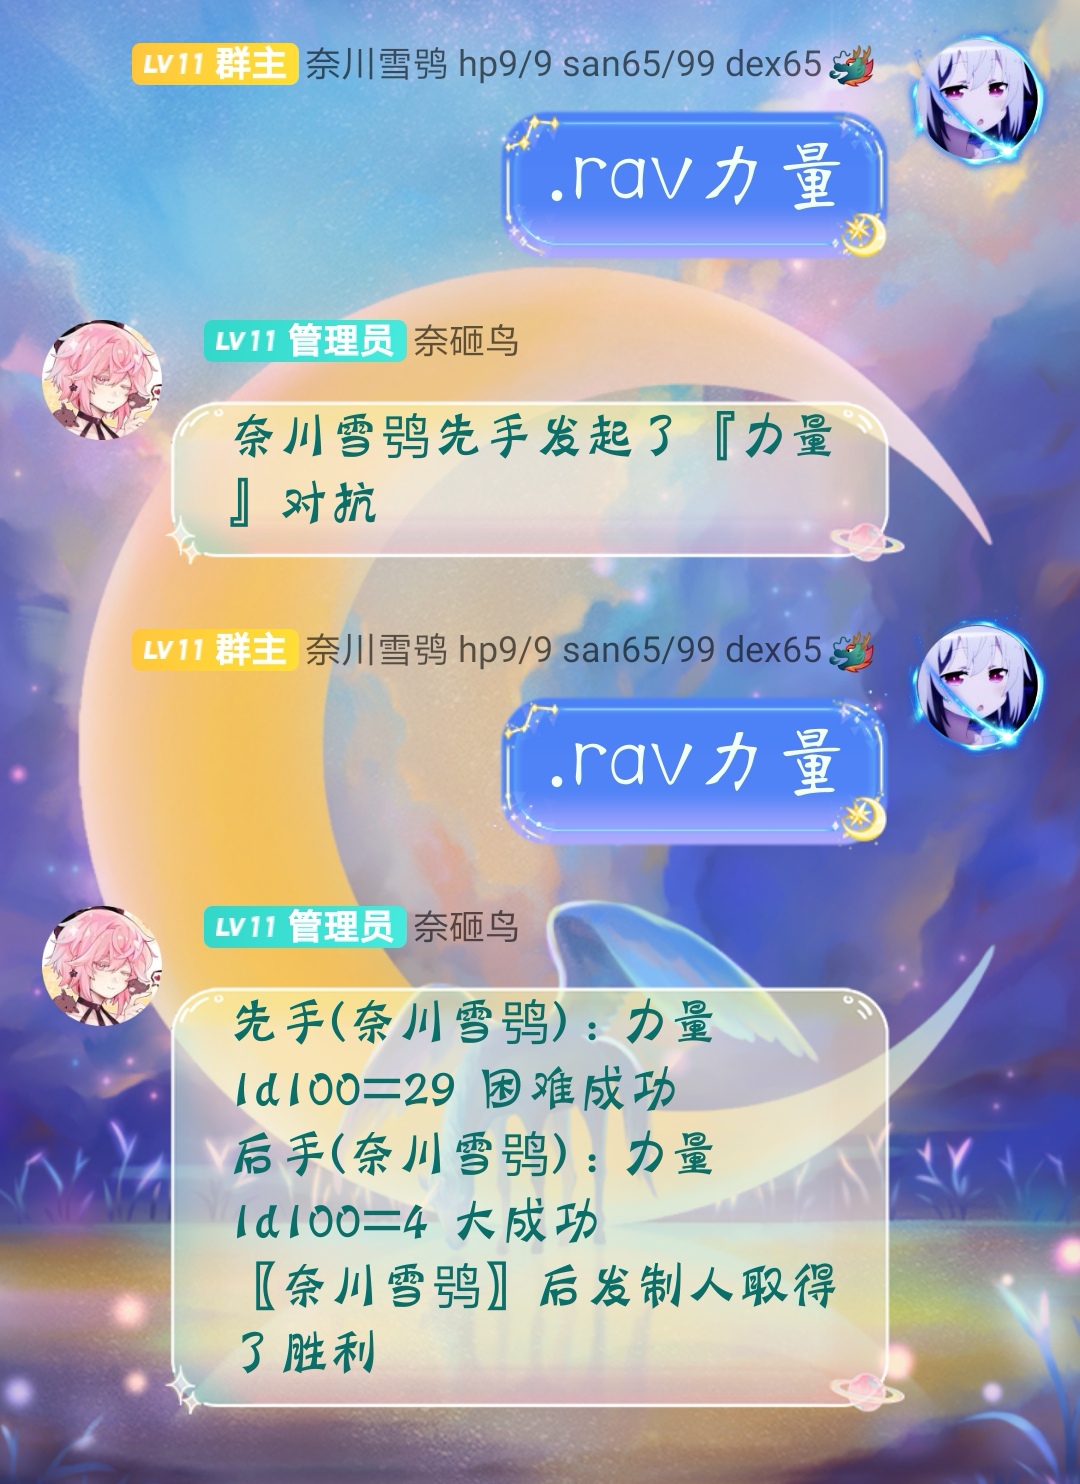 LV11 群主 奈川雪鸮 hp9/9 san65/99 dex65
.rav力量
LV11 管理员 奈砸鸟
奈川雪鸮先手发起了『力量
』对抗
LV11 群主 奈川雪鸮 hp9/9 san65/99 dex65
.rav力量
LV11 管理员 奈砸鸟
先手(奈川雪鸮)：力量
1d100=29 困难成功
后手(奈川雪鸮)：力量
1d100=4 大成功
〖奈川雪鸮〗后发制人取得
了胜利